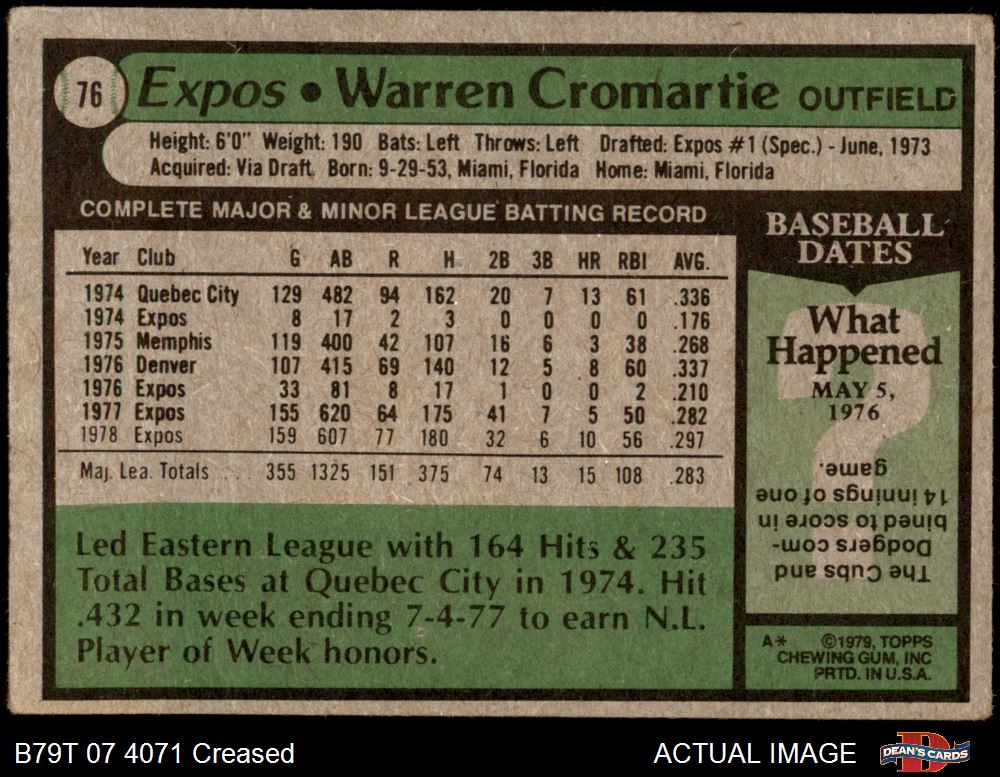 76 Expos • Warren Cromartie OUTFIELD
Height: 6'0" Weight: 190 Bats: Left Throws: Left Drafted: Expos #1 (Spec.) - June, 1973
Acquired: Via Draft. Born: 9-29-53, Miami, Florida Home: Miami, Florida
COMPLETE MAJOR & MINOR LEAGUE BATTING RECORD
Year Club G AB R H 2B 3B HR RBI AVG.
1974 Quebec City 129 482 94 162 20 7 13 61 .336
1974 Expos 8 17 2 3 0 0 0 0 .176
1975 Memphis 119 400 42 107 16 6 3 38 .268
1976 Denver 107 415 69 140 12 5 8 60 .337
1976 Expos 33 81 8 17 1 0 0 2 .210
1977 Expos 155 620 64 175 41 7 5 50 .282
1978 Expos 159 607 77 180 32 6 10 56 .297
Maj. Lea. Totals . . . 355 1325 151 375 74 13 15 108 .283
Led Eastern League with 164 Hits & 235
Total Bases at Quebec City in 1974. Hit
.432 in week ending 7-4-77 to earn N.L.
Player of Week honors.
BASEBALL
DATES
What
Happened
MAY 5,
1976
The Cubs and
Dodgers com-
bined to score in
14 innings of one
game.
A* ©1979, TOPPS
CHEWING GUM, INC
PRTD. IN U.S.A.
B79T 07 4071 Creased
ACTUAL IMAGE
DEAN'S CARDS